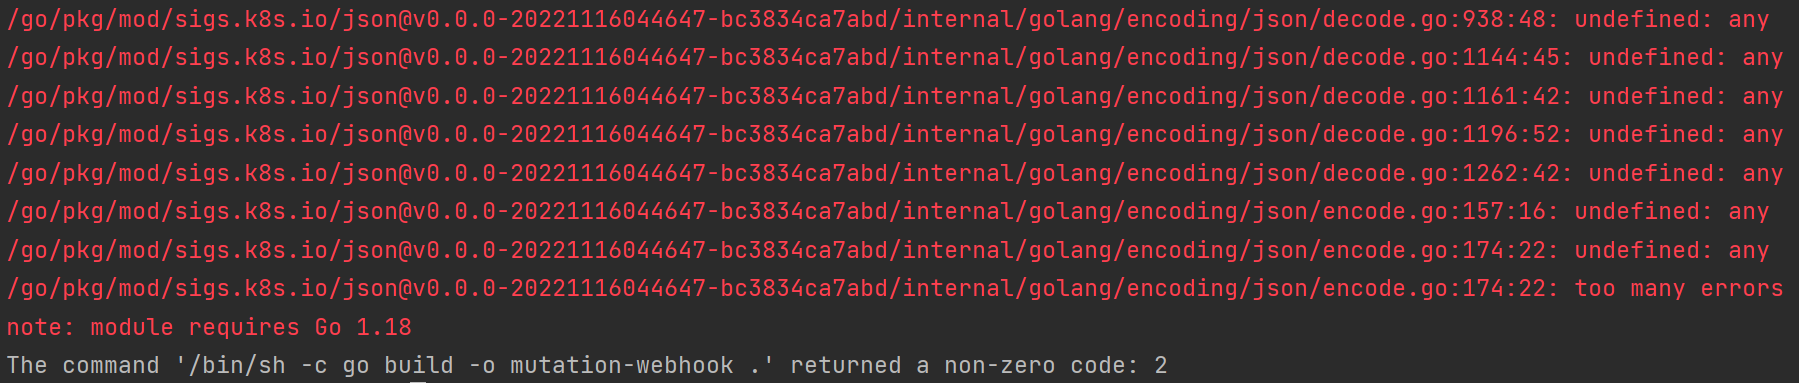 /go/pkg/mod/sigs.k8s.io/json@v0.0.0-20221116044647-bc3834ca7abd/internal/golang/encoding/json/decode.go:938:48: undefined: any
/go/pkg/mod/sigs.k8s.io/json@v0.0.0-20221116044647-bc3834ca7abd/internal/golang/encoding/json/decode.go:1144:45: undefined: any
/go/pkg/mod/sigs.k8s.io/json@v0.0.0-20221116044647-bc3834ca7abd/internal/golang/encoding/json/decode.go:1161:42: undefined: any
/go/pkg/mod/sigs.k8s.io/json@v0.0.0-20221116044647-bc3834ca7abd/internal/golang/encoding/json/decode.go:1196:52: undefined: any
/go/pkg/mod/sigs.k8s.io/json@v0.0.0-20221116044647-bc3834ca7abd/internal/golang/encoding/json/decode.go:1262:42: undefined: any
/go/pkg/mod/sigs.k8s.io/json@v0.0.0-20221116044647-bc3834ca7abd/internal/golang/encoding/json/encode.go:157:16: undefined: any
/go/pkg/mod/sigs.k8s.io/json@v0.0.0-20221116044647-bc3834ca7abd/internal/golang/encoding/json/encode.go:174:22: undefined: any
/go/pkg/mod/sigs.k8s.io/json@v0.0.0-20221116044647-bc3834ca7abd/internal/golang/encoding/json/encode.go:174:22: too many errors
note: module requires Go 1.18
The command '/bin/sh -c go build -o mutation-webhook .' returned a non-zero code: 2